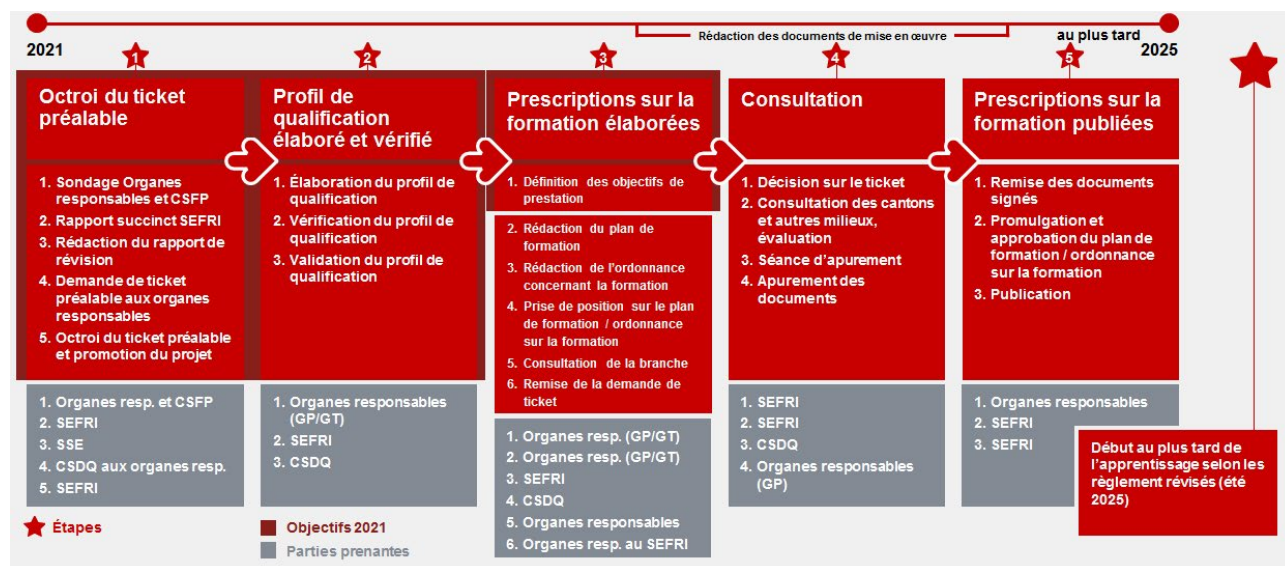 2021
Rédaction des documents de mise en œuvre
au plus tard
2025
1
2
3
4
5
Octroi du ticket
préalable
1. Sondage Organes
responsables et CSFP
2. Rapport succinct SEFRI
3. Rédaction du rapport de
révision
4. Demande de ticket
préalable aux organes
responsables
5. Octroi du ticket préalable
et promotion du projet
1. Organes resp. et CSFP
2. SEFRI
3. SSE
4. CSDQ aux organes resp.
5. SEFRI
Profil de
qualification
élaboré et vérifié
1. Élaboration du profil de
qualification
2. Vérification du profil de
qualification
3. Validation du profil de
qualification
1. Organes responsables
(GP/GT)
2. SEFRI
3. CSDQ
Prescriptions sur la
formation élaborées
1. Définition des objectifs de
prestation
2. Rédaction du plan de
formation
3. Rédaction de l'ordonnance
concernant la formation
4. Prise de position sur le plan
de formation / ordonnance
sur la formation
5. Consultation de la branche
6. Remise de la demande de
ticket
1. Organes resp. (GP/GT)
2. Organes resp. (GP/GT)
3. SEFRI
4. CSDQ
5. Organes responsables
6. Organes resp. au SEFRI
Consultation
1. Décision sur le ticket
2. Consultation des cantons
et autres milieux,
évaluation
3. Séance d'apurement
4. Apurement des
documents
1. SEFRI
2. SEFRI
3. CSDQ
4. Organes responsables
(GP)
Prescriptions sur la
formation publiées
1. Remise des documents
signés
2. Promulgation et
approbation du plan de
formation / ordonnance
sur la formation
3. Publication
1. Organes responsables
2. SEFRI
3. SEFRI
Début au plus tard de
l'apprentissage selon les
règlement révisés (été
2025)
Étapes
Objectifs 2021
Parties prenantes